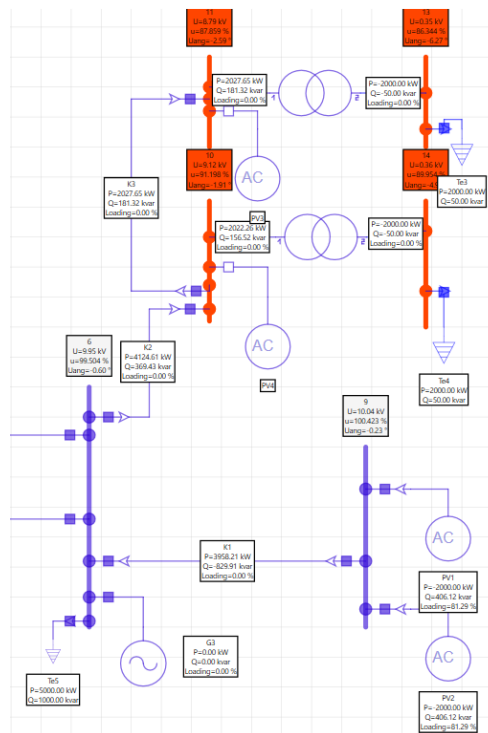 11
U=8.79 kV
u=87.859 %
Uang=-2.59 °
13
U=0.35 kV
u=86.344 %
Uang=-6.27 °
P=2027.65 kW
Q=181.32 kvar
Loading=0.00 %
P=-2000.00 kW
Q=-50.00 kvar
Loading=0.00 %
10
U=9.12 kV
u=91.198 %
Uang=-1.91 °
AC
14
U=0.36 kV
u=89.954 %
Te3
P=2000.00 kW
Q=50.00 kvar
K3
P=2027.65 kW
Q=181.32 kvar
Loading=0.00 %
PV3
P=2022.26 kW
Q=156.52 kvar
Loading=0.00 %
P=-2000.00 kW
Q=-50.00 kvar
Loading=0.00 %
AC
PV4
6
U=9.95 kV
u=99.504 %
Uang=-0.60 °
K2
P=4124.61 kW
Q=369.43 kvar
Loading=0.00 %
Te4
P=2000.00 kW
Q=50.00 kvar
9
U=10.04 kV
u=100.423 %
Uang=-0.23 °
AC
K1
P=3958.21 kW
Q=-829.91 kvar
Loading=0.00 %
PV1
P=-2000.00 kW
Q=406.12 kvar
Loading=81.29 %
G3
P=0.00 kW
Q=0.00 kvar
Loading=0.00 %
AC
Te5
P=5000.00 kW
Q=1000.00 kvar
PV2
P=-2000.00 kW
Q=406.12 kvar
Loading=81.29 %